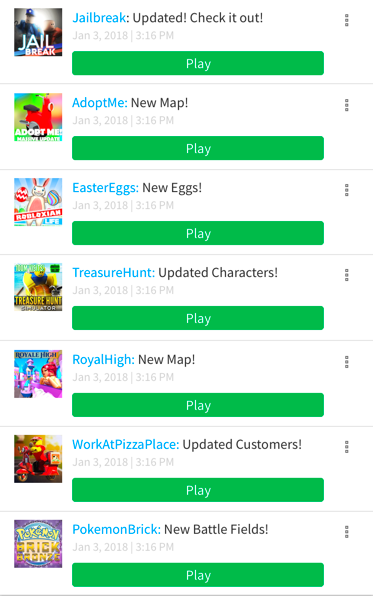 JAIL
BREAK
Jailbreak: Updated! Check it out!
Jan 3, 2018 | 3:16 PM
Play
ADOPT ME!
AdoptMe: New Map!
Jan 3, 2018 | 3:16 PM
Play
ROBLOXIAN
LIFE
EasterEggs: New Eggs!
Jan 3, 2018 | 3:16 PM
Play
TREASURE HUNT
SIMULATOR
TreasureHunt: Updated Characters!
Jan 3, 2018 | 3:16 PM
Play
ROYALE HIGH
RoyalHigh: New Map!
Jan 3, 2018 | 3:16 PM
Play
WorkAtPizzaPlace: Updated Customers!
Jan 3, 2018 | 3:16 PM
Play
POKÉMON
BRICK
PokemonBrick: New Battle Fields!
Jan 3, 2018 | 3:16 PM
Play